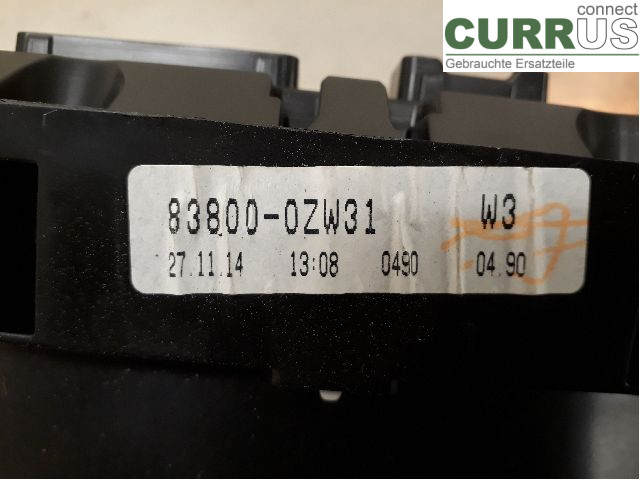 connect
CURRUS
Gebrauchte Ersatzteile
83800-0ZW31 W3
27.11.14 13:08 0490 04.90